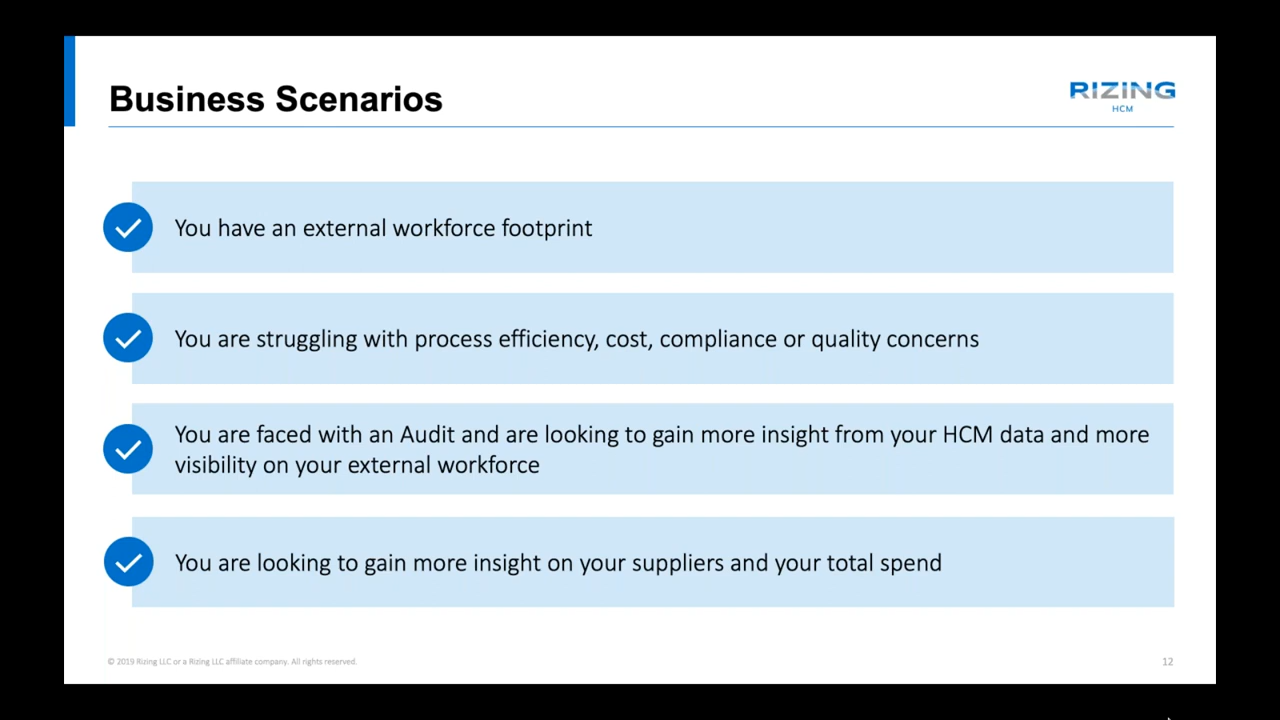 Business Scenarios
RIZING
HCM
You have an external workforce footprint
You are struggling with process efficiency, cost, compliance or quality concerns
You are faced with an Audit and are looking to gain more insight from your HCM data and more
visibility on your external workforce
You are looking to gain more insight on your suppliers and your total spend
© 2019 Rizing LLC or a Rizing LLC affiliate company. All rights reserved.
12